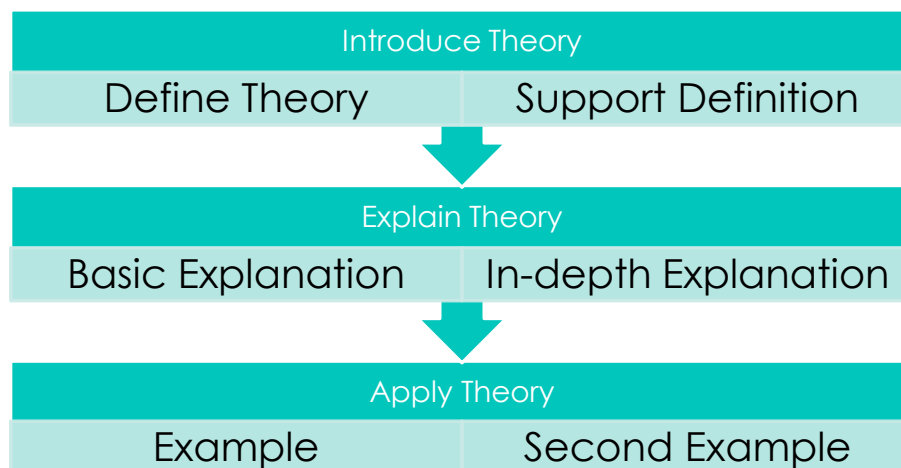 Introduce Theory
Define Theory
Support Definition
Explain Theory
Basic Explanation
In-depth Explanation
Apply Theory
Example
Second Example